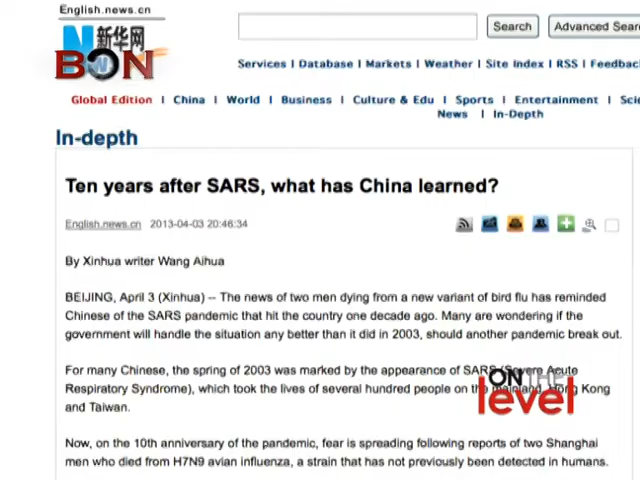 English.news.cn
新华网
BON
Search
Advanced Sear
Services | Database | Markets | Weather | Site Index | RSS | Feedbac
Global Edition | China | World | Business | Culture & Edu | Sports | Entertainment | Sci
News | In-Depth
In-depth
Ten years after SARS, what has China learned?
English.news.cn 2013-04-03 20:46:34
By Xinhua writer Wang Aihua
BEIJING, April 3 (Xinhua) -- The news of two men dying from a new variant of bird flu has reminded
Chinese of the SARS pandemic that hit the country one decade ago. Many are wondering if the
government will handle the situation any better than it did in 2003, should another pandemic break out.
For many Chinese, the spring of 2003 was marked by the appearance of SARS (Severe Acute
Respiratory Syndrome), which took the lives of several hundred people on the mainland, Hong Kong
and Taiwan.
ON THE
level
Now, on the 10th anniversary of the pandemic, fear is spreading following reports of two Shanghai
men who died from H7N9 avian influenza, a strain that has not previously been detected in humans.